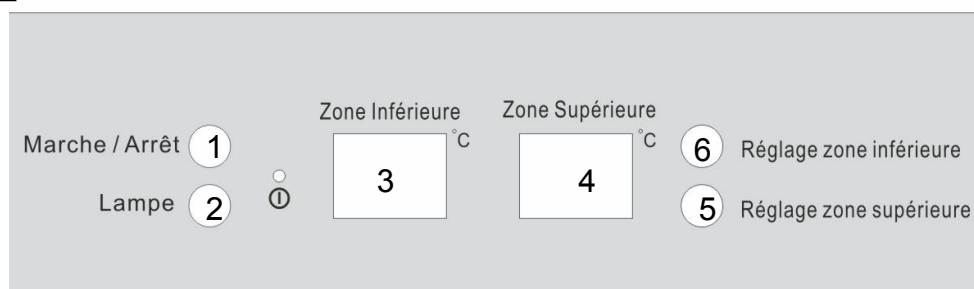 Zone Inférieure Zone Supérieure
Marche / Arrêt 1 °C °C 6 Réglage zone inférieure
3 4
Lampe 2 5 Réglage zone supérieure